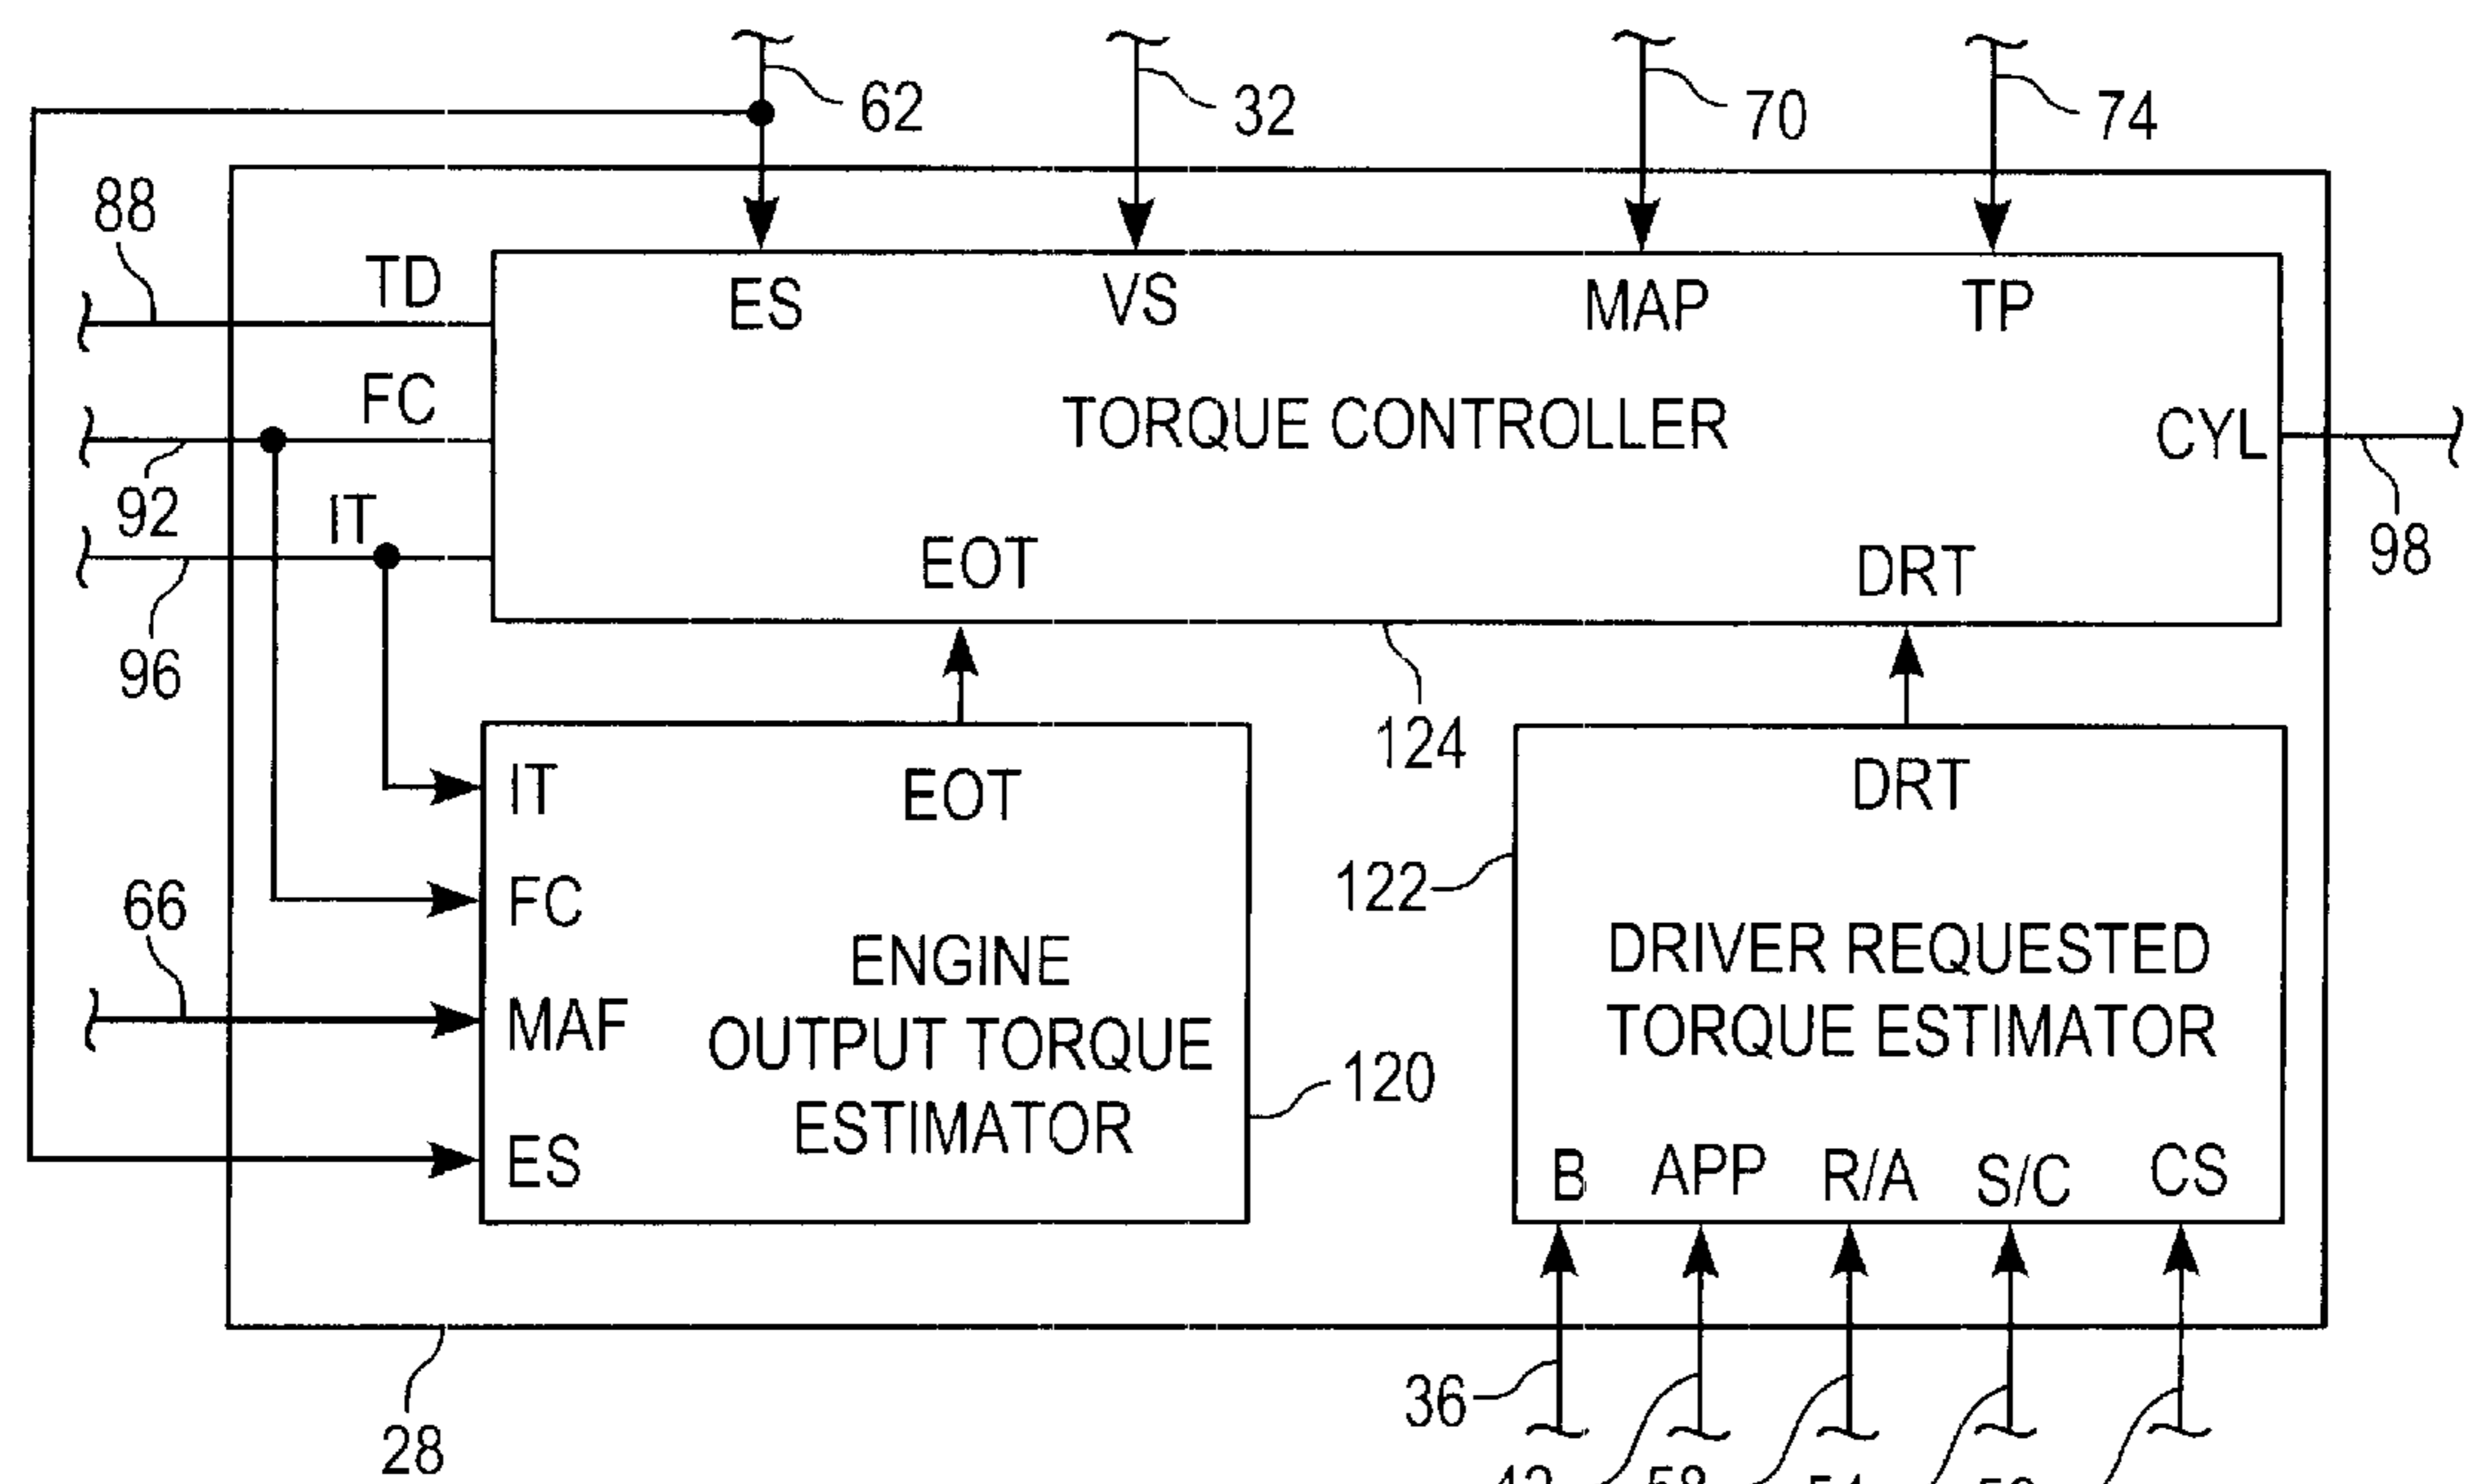 62
32
70
74
88
TD
ES
VS
MAP
TP
FC
TORQUE CONTROLLER
CYL
92
IT
EOT
DRT
98
96
124
IT
EOT
DRT
122
FC
66
ENGINE
OUTPUT TORQUE
ESTIMATOR
DRIVER REQUESTED
TORQUE ESTIMATOR
MAF
120
ES
B
APP
R/A
S/C
CS
36
28
58